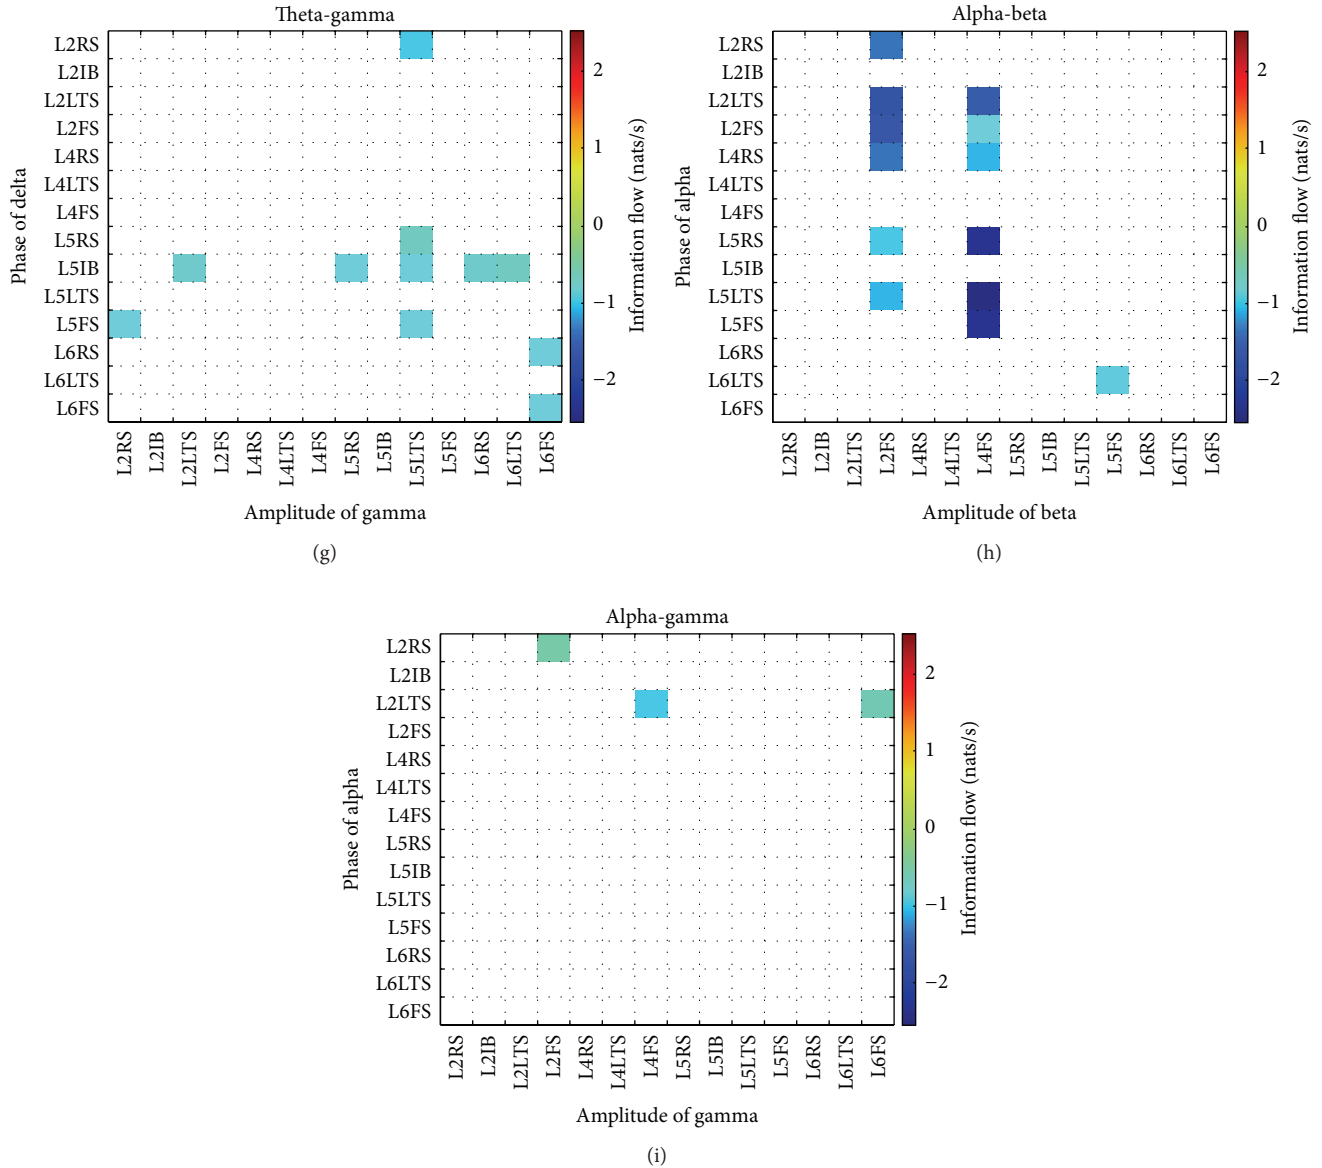 Theta-gamma
L2RS
L2IB
L2LTS
L2FS
L4RS
L4LTS
L4FS
L5RS
L5IB
L5LTS
L5FS
L6RS
L6LTS
L6FS
Phase of delta
L2RS
L2IB
L2LTS
L2FS
L4RS
L4LTS
L4FS
L5RS
L5IB
L5LTS
L5FS
L6RS
L6LTS
L6FS
Amplitude of gamma
2
1
0
−1
−2
Information flow (nats/s)
(g)
Alpha-beta
L2RS
L2IB
L2LTS
L2FS
L4RS
L4LTS
L4FS
L5RS
L5IB
L5LTS
L5FS
L6RS
L6LTS
L6FS
Phase of alpha
L2RS
L2IB
L2LTS
L2FS
L4RS
L4LTS
L4FS
L5RS
L5IB
L5LTS
L5FS
L6RS
L6LTS
L6FS
Amplitude of beta
2
1
0
−1
−2
Information flow (nats/s)
(h)
Alpha-gamma
L2RS
L2IB
L2LTS
L2FS
L4RS
L4LTS
L4FS
L5RS
L5IB
L5LTS
L5FS
L6RS
L6LTS
L6FS
Phase of alpha
L2RS
L2IB
L2LTS
L2FS
L4RS
L4LTS
L4FS
L5RS
L5IB
L5LTS
L5FS
L6RS
L6LTS
L6FS
Amplitude of gamma
2
1
0
−1
−2
Information flow (nats/s)
(i)